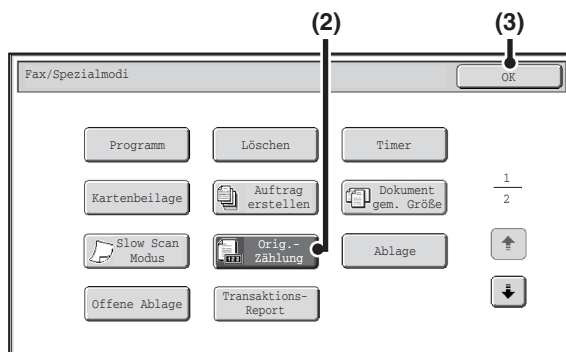 (2)
(3)
Fax/Spezialmodi
OK
Programm
Löschen
Timer
Kartenbeilage
Auftrag
erstellen
Dokument
gem. Größe
1
2
Slow Scan
Modus
123
Orig.-
Zählung
Ablage
Offene Ablage
Transaktions-
Report